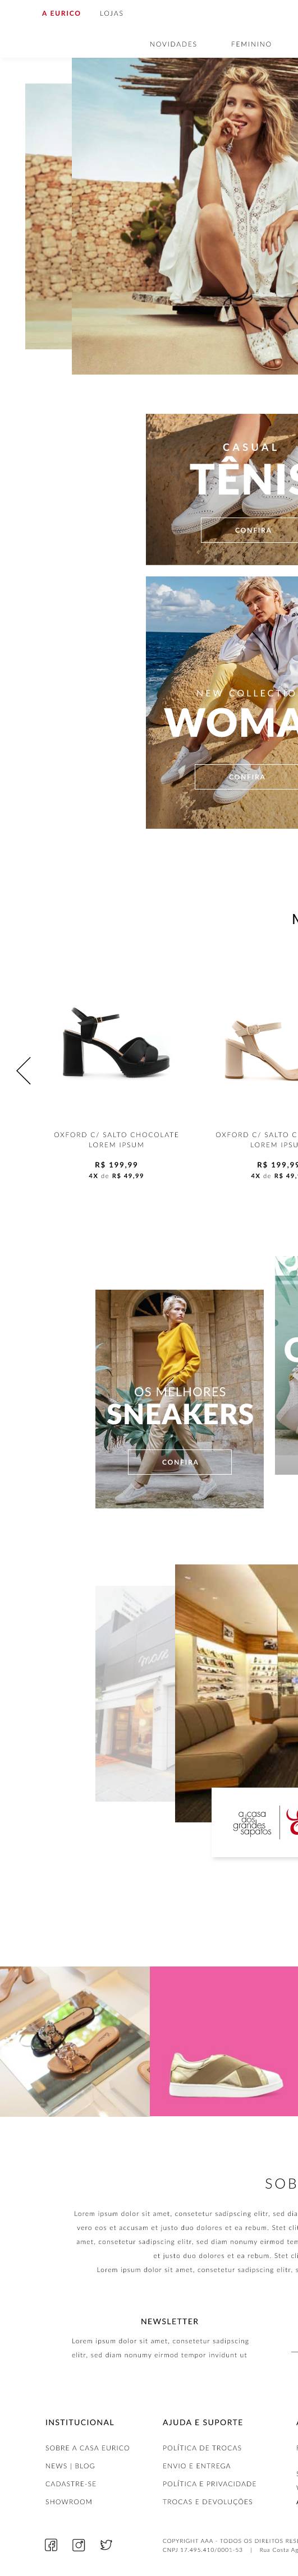 A EURICO LOJAS
NOVIDADES FEMININO
CASUAL
TÊNIS
CONFIRA
NEW COLLECTIO
WOMA
CONFIRA
OXFORD C/ SALTO CHOCOLATE
LOREM IPSUM
R$ 199,99
4X de R$ 49,99
OXFORD C/ SALTO C
LOREM IPSU
R$ 199,99
4X de R$ 49,
OS MELHORES
SNEAKERS
CONFIRA
a casa
dos
grandes
sapatos
SOB
Lorem ipsum dolor sit amet, consetetur sadipscing elitr, sed dia
vero eos et accusam et justo duo dolores et ea rebum. Stet clit
amet, consetetur sadipscing elitr, sed diam nonumy eirmod tem
et justo duo dolores et ea rebum. Stet cli
Lorem ipsum dolor sit amet, consetetur sadipscing elitr, s
NEWSLETTER
Lorem ipsum dolor sit amet, consetetur sadipscing
elitr, sed diam nonumy eirmod tempor invidunt ut
INSTITUCIONAL
SOBRE A CASA EURICO
NEWS | BLOG
CADASTRE-SE
SHOWROOM
AJUDA E SUPORTE
POLÍTICA DE TROCAS
ENVIO E ENTREGA
POLÍTICA E PRIVACIDADE
TROCAS E DEVOLUÇÕES
COPYRIGHT AAA - TODOS OS DIREITOS RESE
CNPJ 17.495.410/0001-53 | Rua Costa Ag